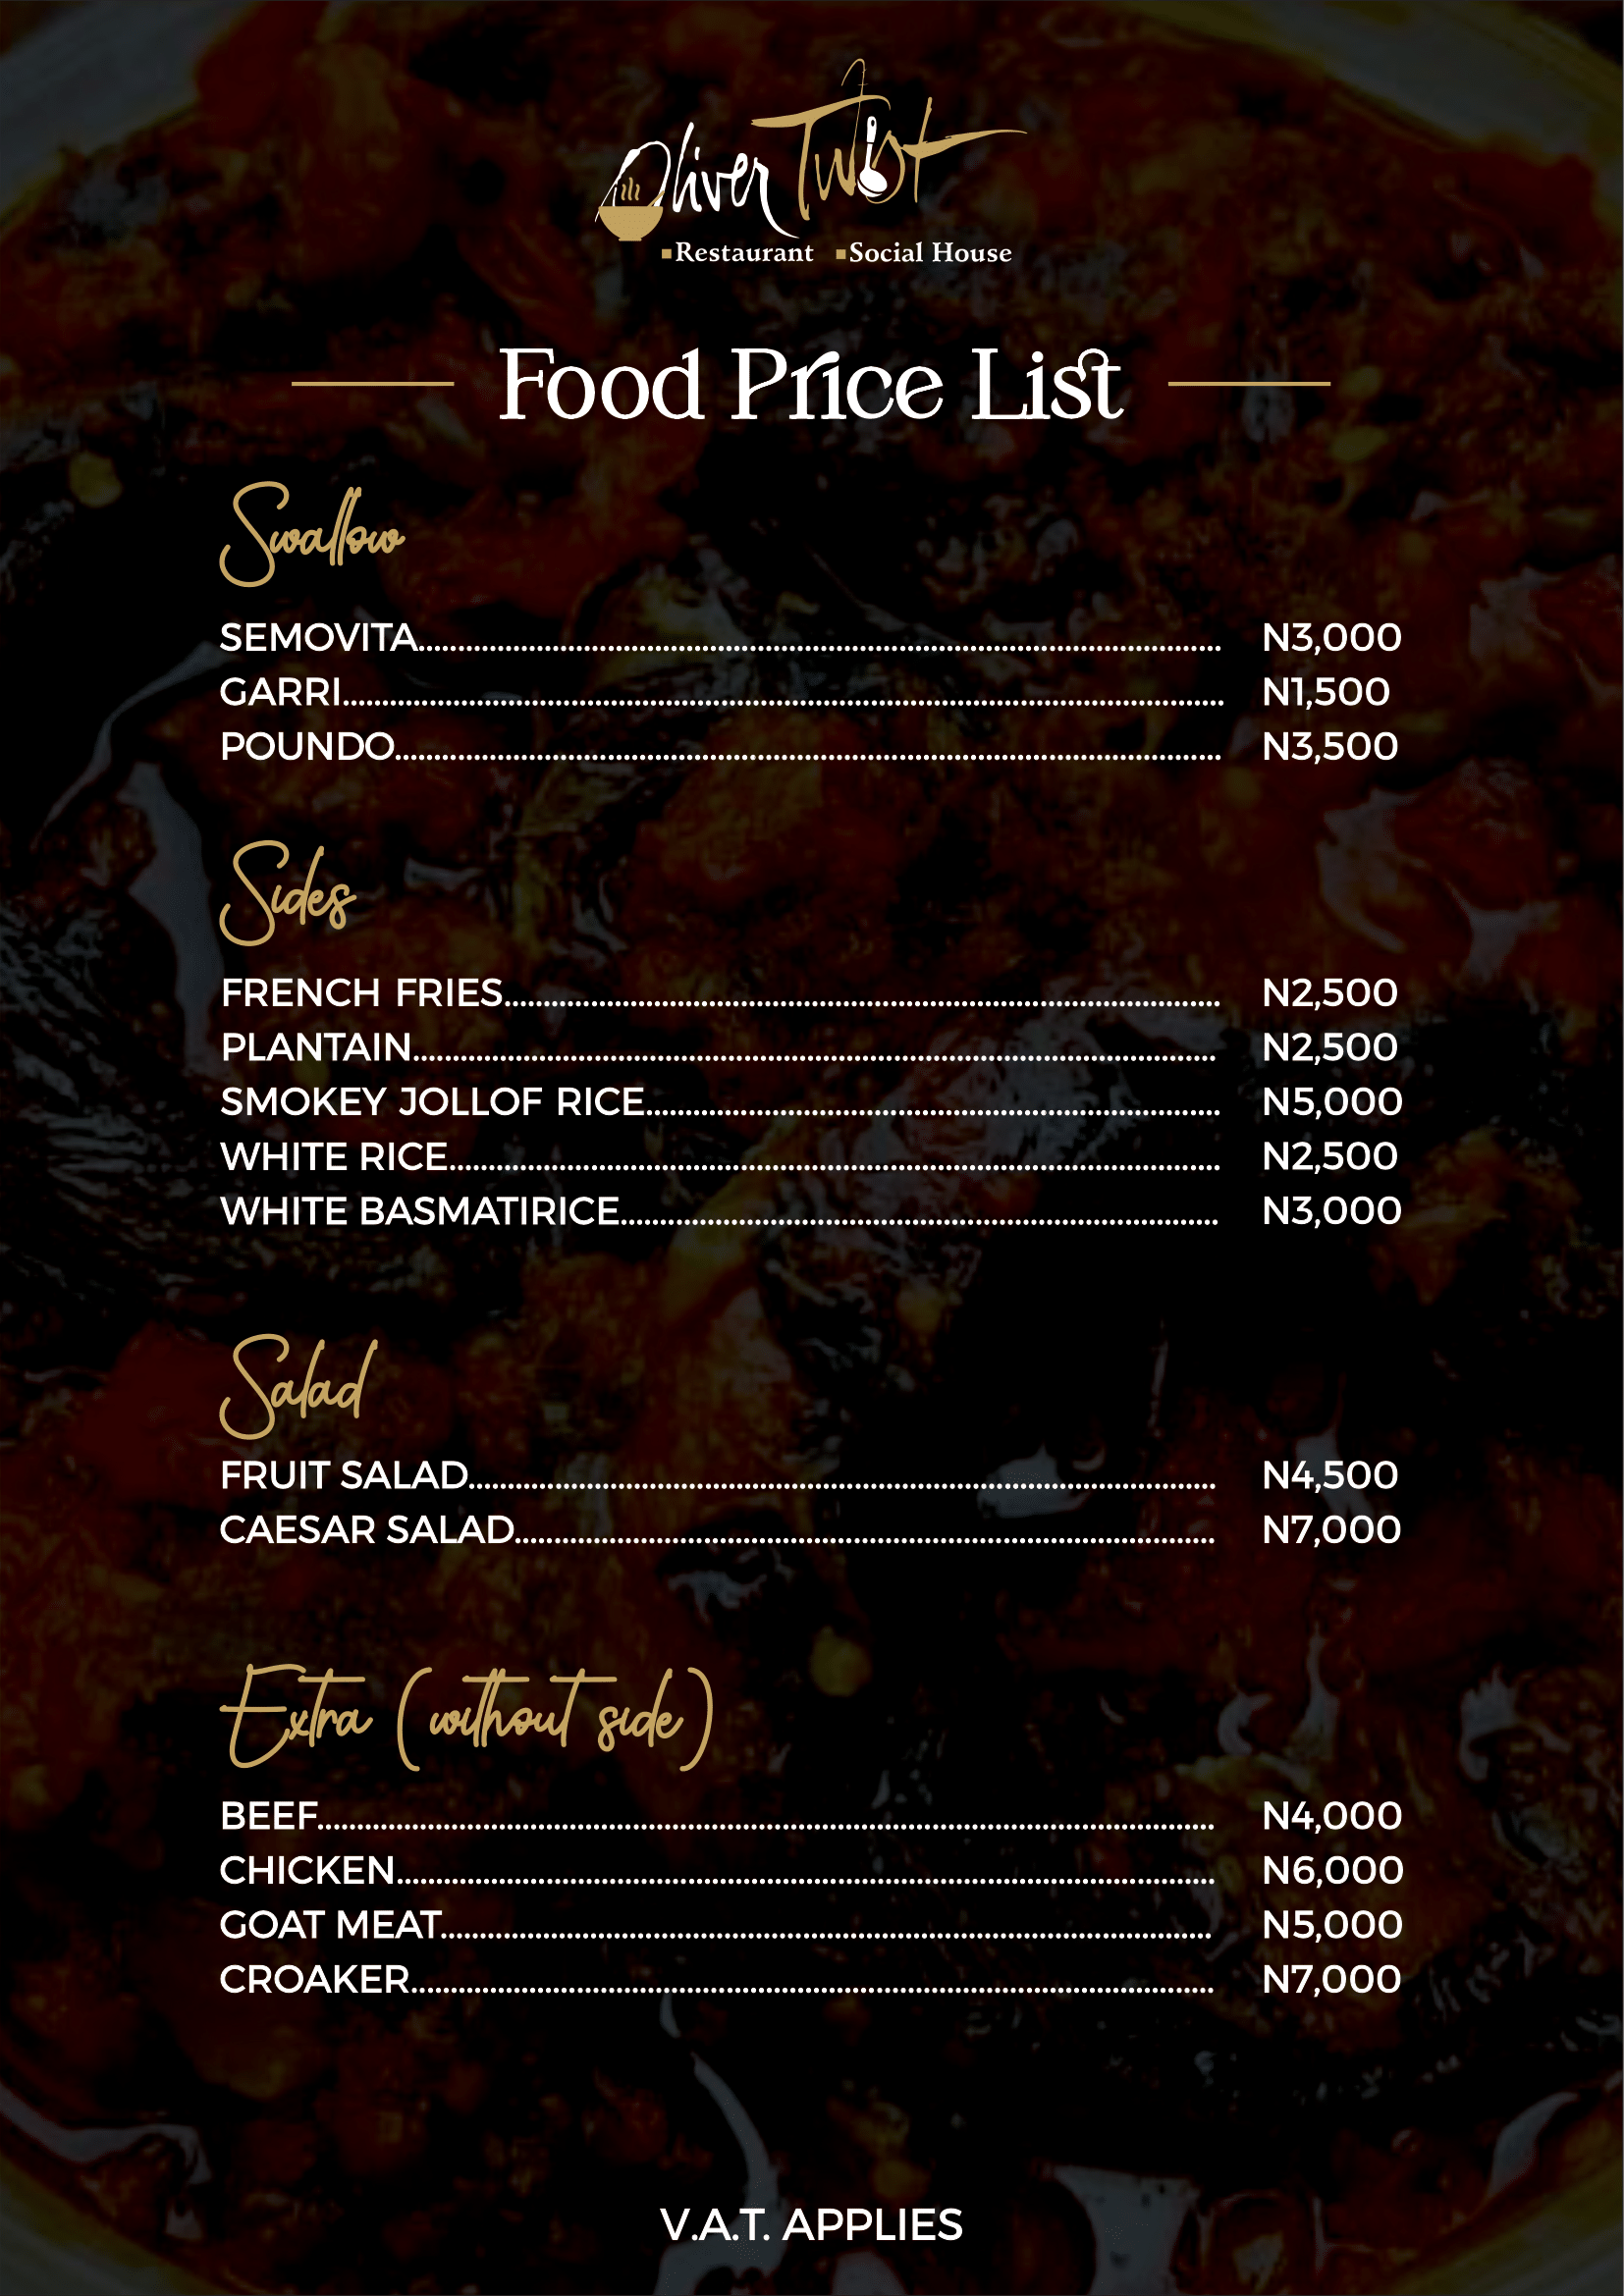 Oliver Twist
Restaurant Social House
Food Price List
Swallow
SEMOVITA.......... N3,000
GARRI.......... N1,500
POUNDO.......... N3,500
Sides
FRENCH FRIES.......... N2,500
PLANTAIN.......... N2,500
SMOKEY JOLLOF RICE.......... N5,000
WHITE RICE.......... N2,500
WHITE BASMATIRICE.......... N3,000
Salad
FRUIT SALAD.......... N4,500
CAESAR SALAD.......... N7,000
Extra (without side)
BEEF.......... N4,000
CHICKEN.......... N6,000
GOAT MEAT.......... N5,000
CROAKER.......... N7,000
V.A.T. APPLIES